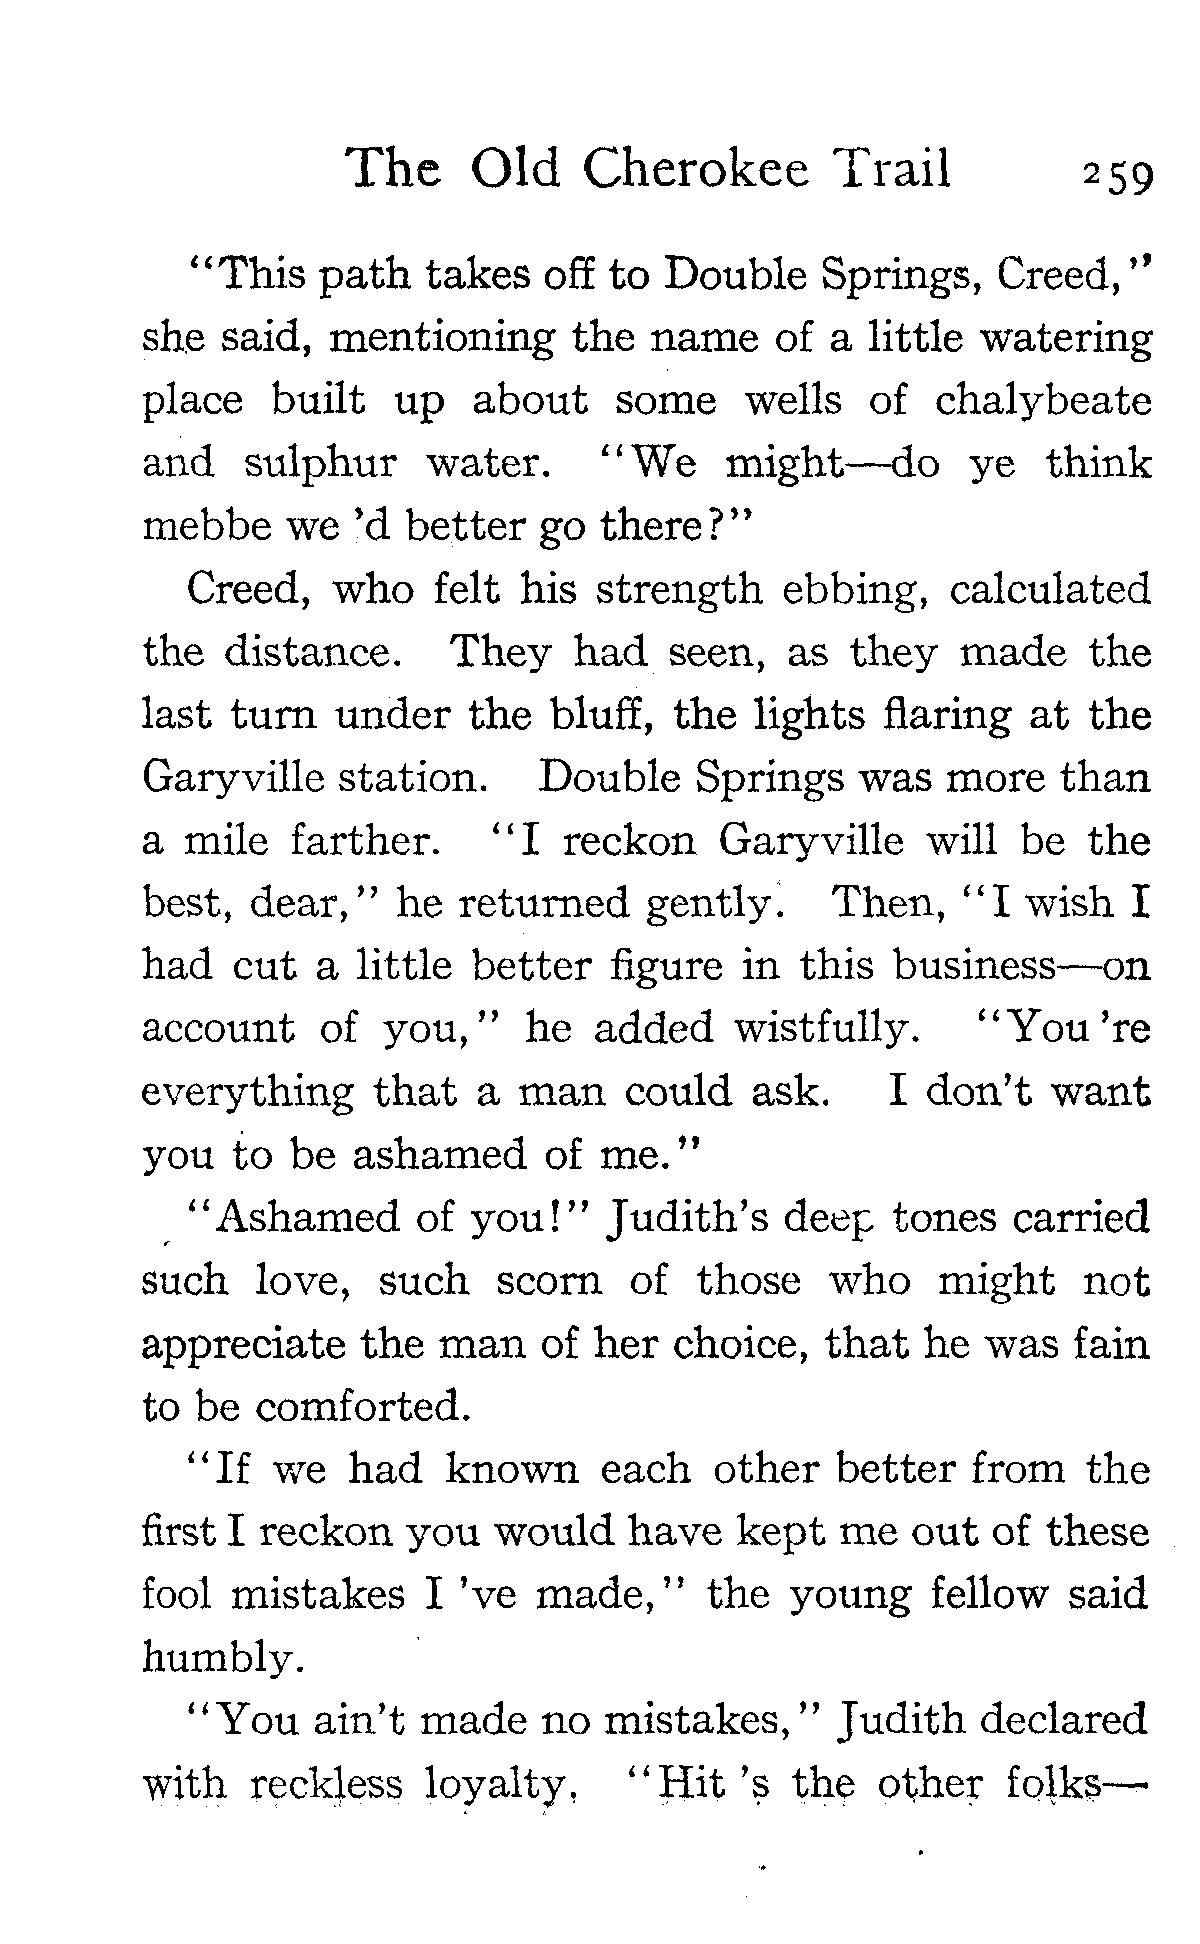 The Old Cherokee Trail 259
"This path takes off to Double Springs, Creed,"
she said, mentioning the name of a little watering
place built up about some wells of chalybeate
and sulphur water. "We might—do ye think
mebbe we 'd better go there?"
Creed, who felt his strength ebbing, calculated
the distance. They had seen, as they made the
last turn under the bluff, the lights flaring at the
Garyville station. Double Springs was more than
a mile farther. "I reckon Garyville will be the
best, dear," he returned gently. Then, "I wish I
had cut a little better figure in this business—on
account of you," he added wistfully. "You 're
everything that a man could ask. I don't want
you to be ashamed of me."
"Ashamed of you!" Judith's deep tones carried
such love, such scorn of those who might not
appreciate the man of her choice, that he was fain
to be comforted.
"If we had known each other better from the
first I reckon you would have kept me out of these
fool mistakes I 've made," the young fellow said
humbly.
"You ain't made no mistakes," Judith declared
with reckless loyalty. "Hit 's the other folks—